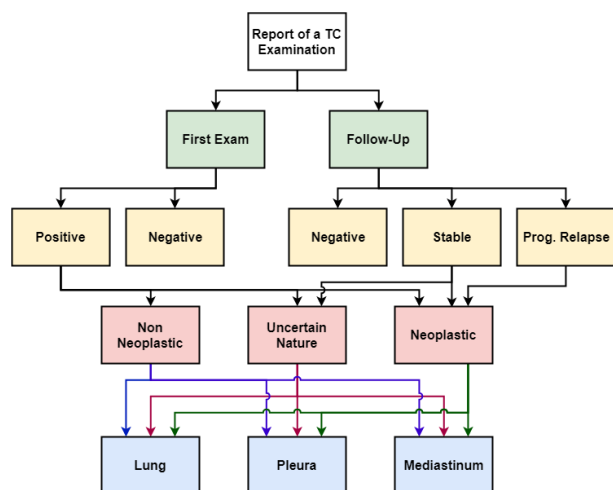 Report of a TC
Examination
First Exam
Follow-Up
Positive
Negative
Negative
Stable
Prog. Relapse
Non
Neoplastic
Uncertain
Nature
Neoplastic
Lung
Pleura
Mediastinum